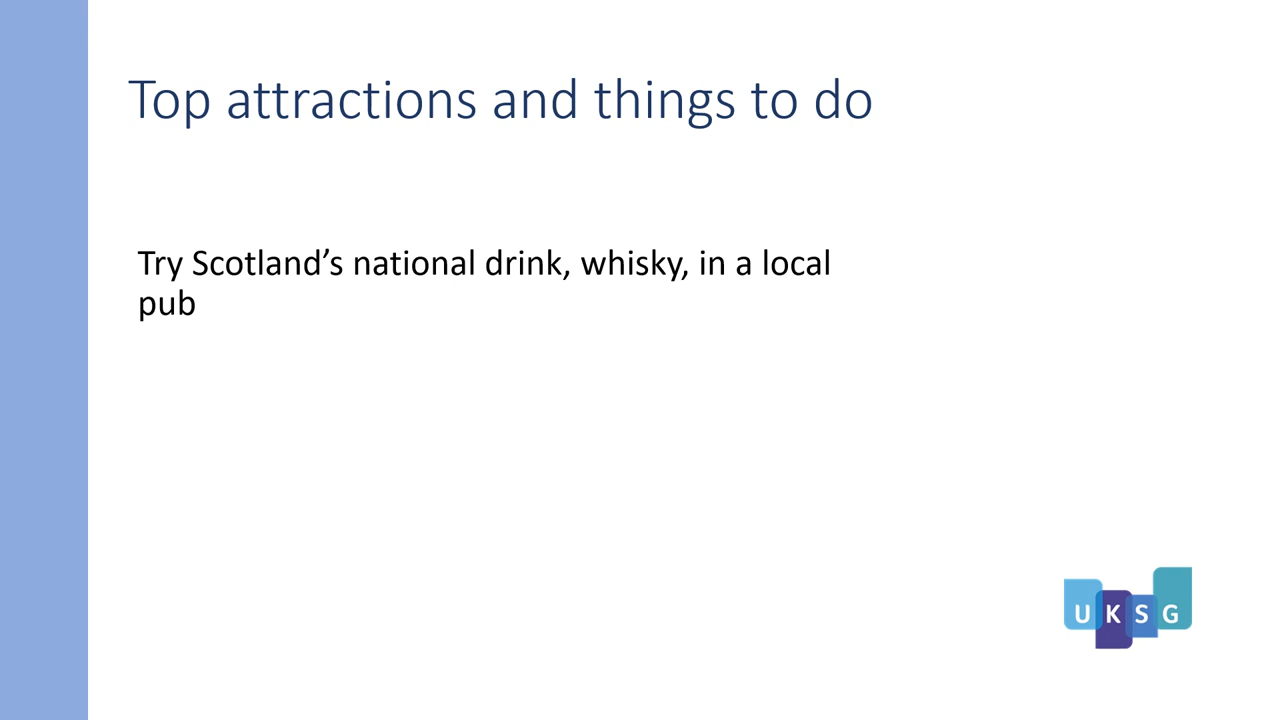 Top attractions and things to do
Try Scotland’s national drink, whisky, in a local
pub
UKSG